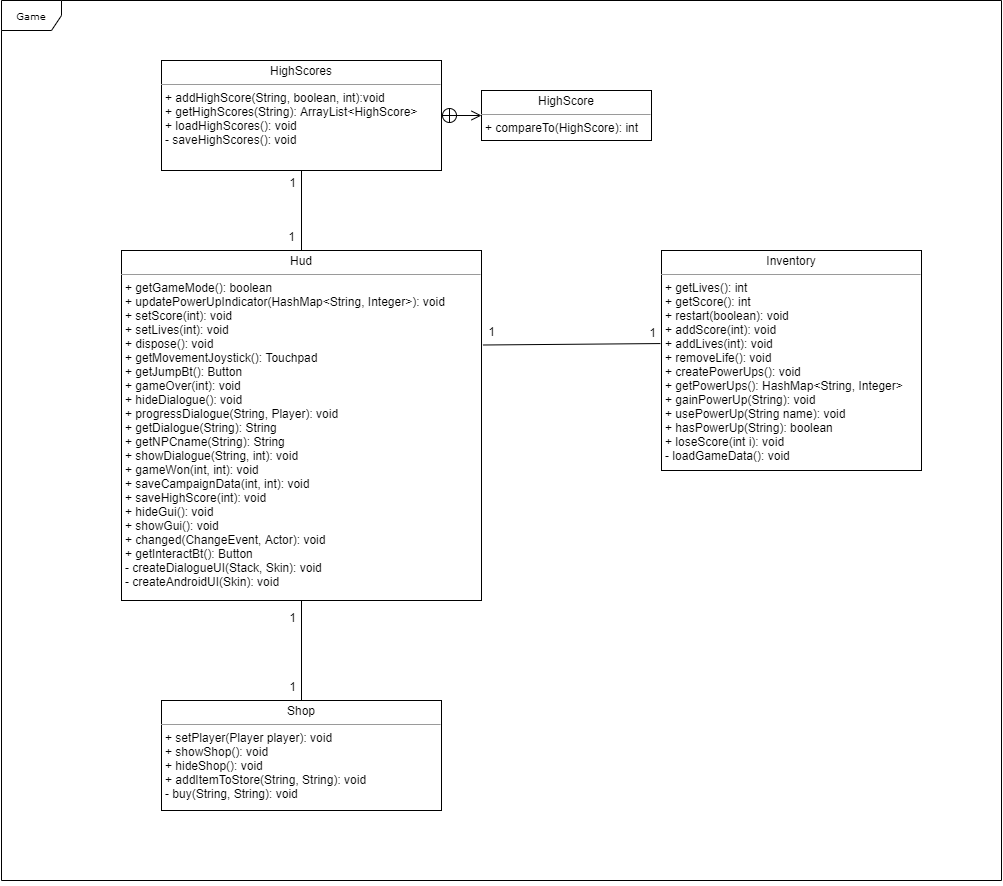 Game
HighScores
+ addHighScore(String, boolean, int):void
+ getHighScores(String): ArrayList<HighScore>
+ loadHighScores(): void
- saveHighScores(): void
HighScore
+ compareTo(HighScore): int
1
1
Hud
+ getGameMode(): boolean
+ updatePowerUpIndicator(HashMap<String, Integer>): void
+ setScore(int): void
+ setLives(int): void
+ dispose(): void
+ getMovementJoystick(): Touchpad
+ getJumpBt(): Button
+ gameOver(int): void
+ hideDialogue(): void
+ progressDialogue(String, Player): void
+ getDialogue(String): String
+ getNPCname(String): String
+ showDialogue(String, int): void
+ gameWon(int, int): void
+ saveCampaignData(int, int): void
+ saveHighScore(int): void
+ hideGui(): void
+ showGui(): void
+ changed(ChangeEvent, Actor): void
+ getInteractBt(): Button
- createDialogueUI(Stack, Skin): void
- createAndroidUI(Skin): void
1
1
Inventory
+ getLives(): int
+ getScore(): int
+ restart(boolean): void
+ addScore(int): void
+ addLives(int): void
+ removeLife(): void
+ createPowerUps(): void
+ getPowerUps(): HashMap<String, Integer>
+ gainPowerUp(String): void
+ usePowerUp(String name): void
+ hasPowerUp(String): boolean
+ loseScore(int i): void
- loadGameData(): void
1
1
Shop
+ setPlayer(Player player): void
+ showShop(): void
+ hideShop(): void
+ addItemToStore(String, String): void
- buy(String, String): void